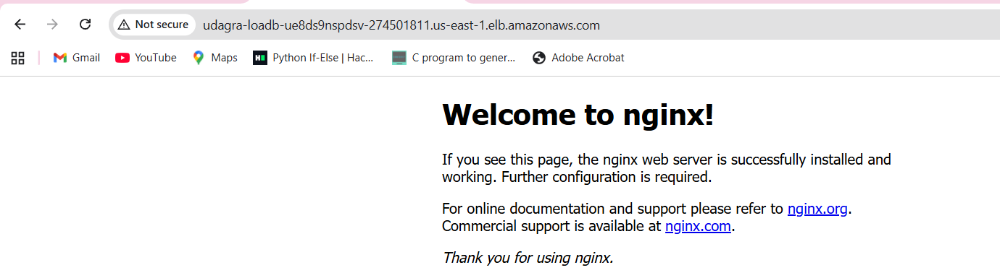 Not secure udagra-loadb-ue8ds9nspdsv-274501811.us-east-1.elb.amazonaws.com
Gmail YouTube Maps Python If-Else | Hac... C program to gener... Adobe Acrobat
Welcome to nginx!
If you see this page, the nginx web server is successfully installed and
working. Further configuration is required.
For online documentation and support please refer to nginx.org.
Commercial support is available at nginx.com.
Thank you for using nginx.